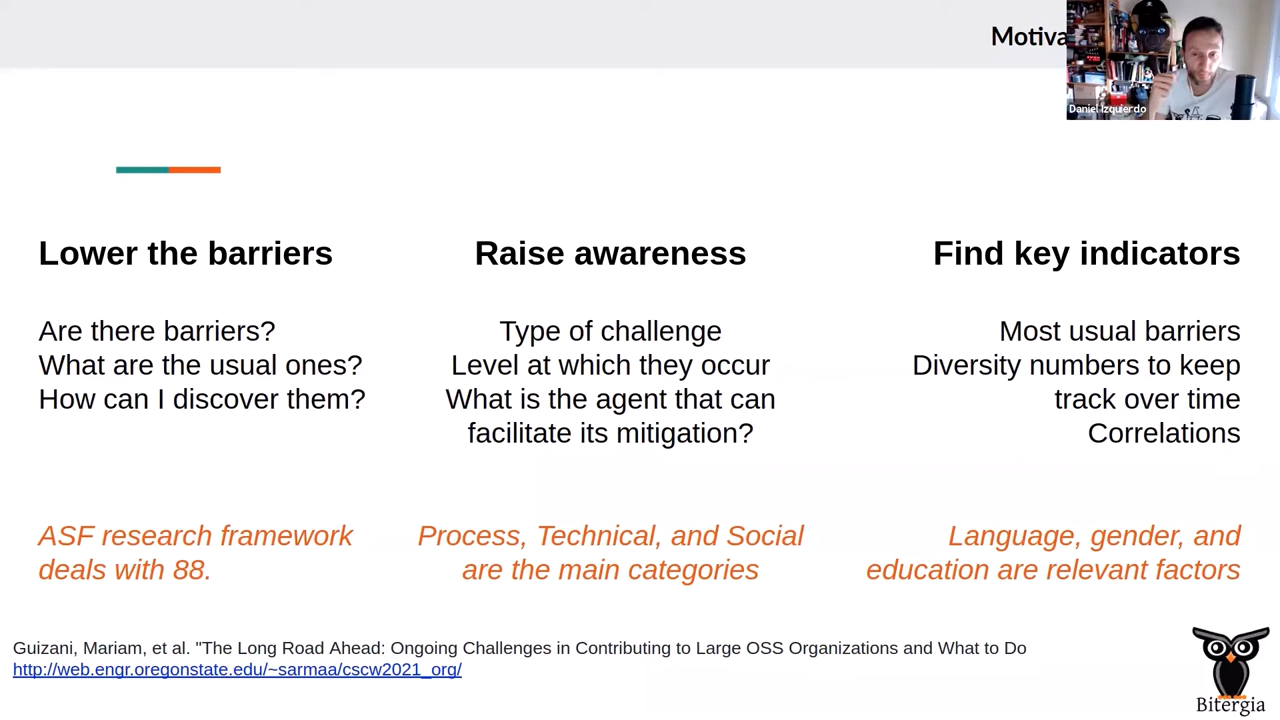 Motiva
Daniel Izquierdo
Lower the barriers
Are there barriers?
What are the usual ones?
How can I discover them?
ASF research framework
deals with 88.
Raise awareness
Type of challenge
Level at which they occur
What is the agent that can
facilitate its mitigation?
Process, Technical, and Social
are the main categories
Find key indicators
Most usual barriers
Diversity numbers to keep
track over time
Correlations
Language, gender, and
education are relevant factors
Guizani, Mariam, et al. "The Long Road Ahead: Ongoing Challenges in Contributing to Large OSS Organizations and What to Do
http://web.engr.oregonstate.edu/~sarmaa/cscw2021_org/
Bitergia